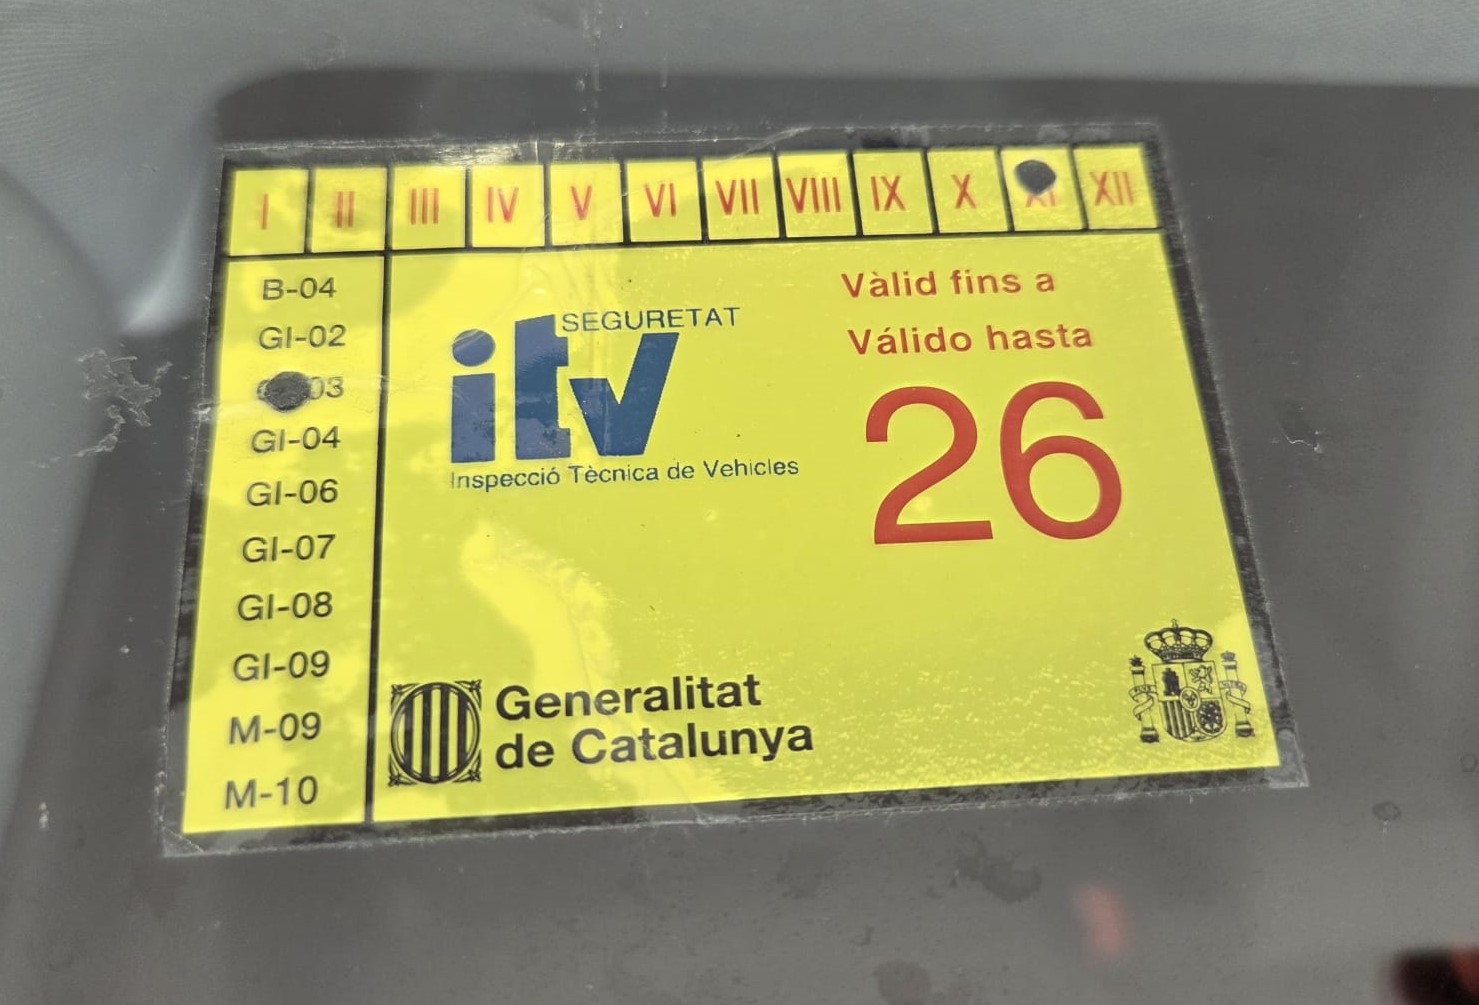 I II III IV V VI VII VIII IX X XI XII
B-04
GI-02
03
GI-04
GI-06
GI-07
GI-08
GI-09
M-09
M-10
SEGURETAT
itv
Inspecció Tècnica de Vehicles
Vàlid fins a
Válido hasta
26
Generalitat
de Catalunya